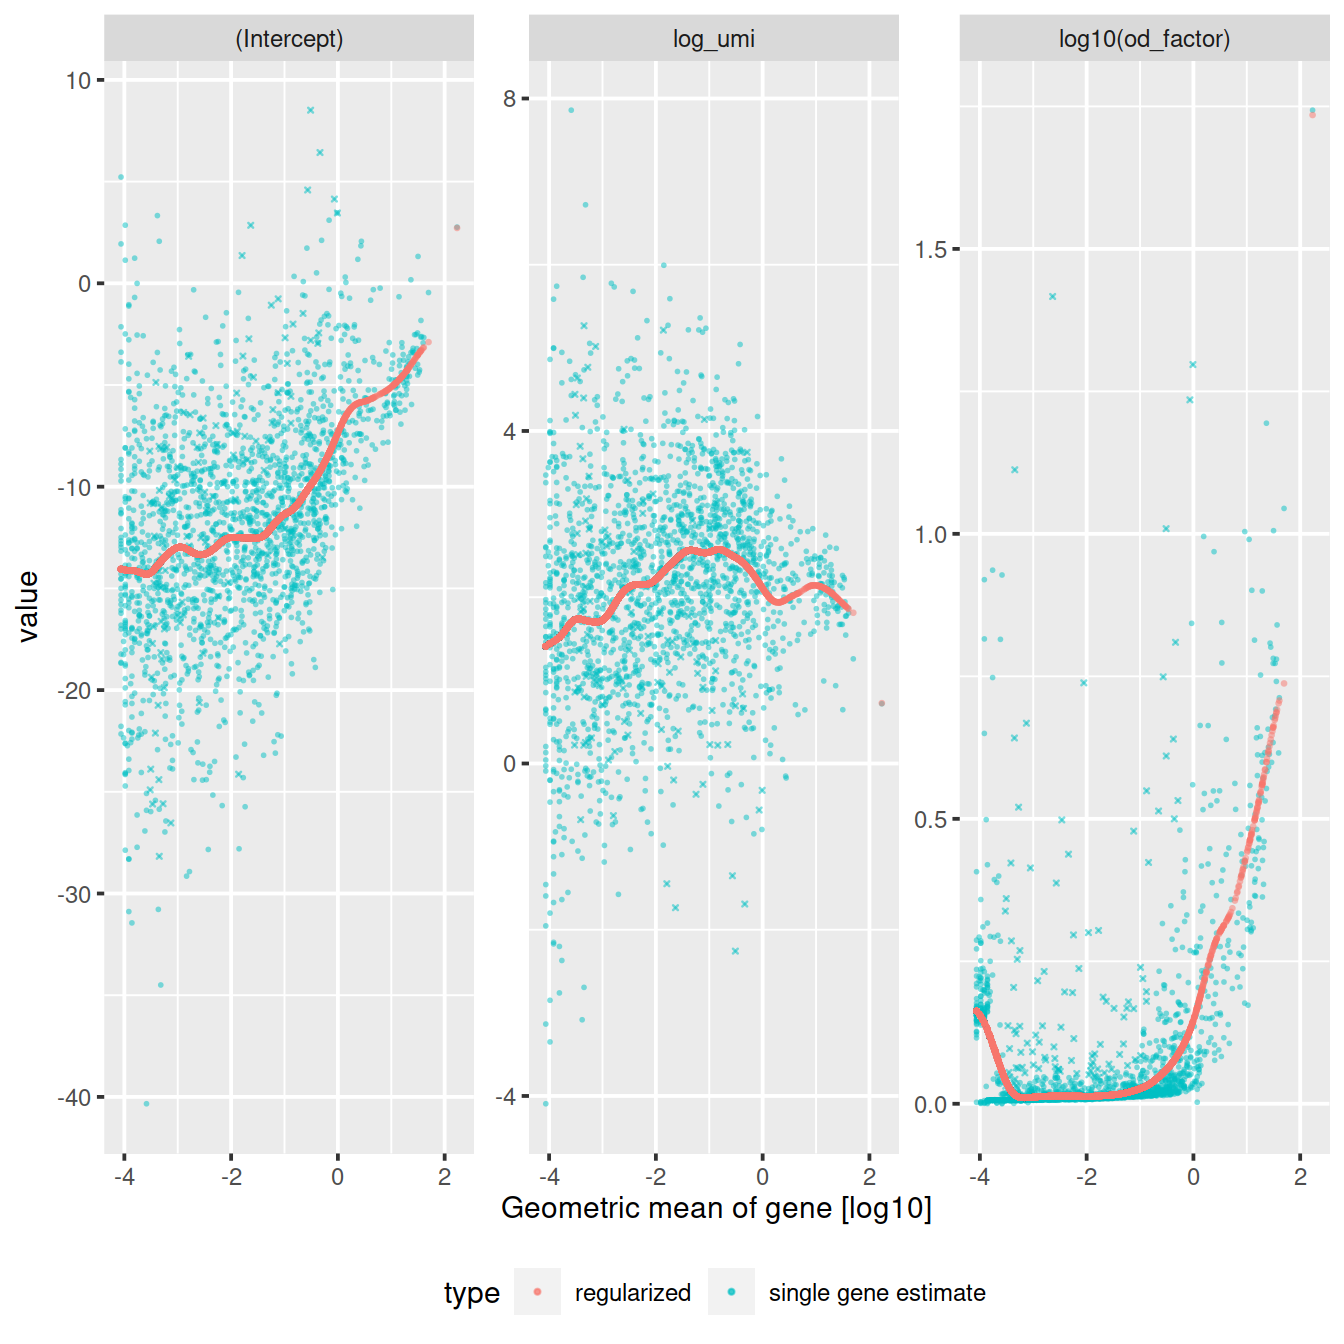 (Intercept) log_umi log10(od_factor)
10
8
1.5
0
4
value
-10
1.0
0
-20
0.5
-30
-4
0.0
-40
-4 -2 0 2 -4 -2 0 2 -4 -2 0 2
Geometric mean of gene [log10]
type regularized single gene estimate